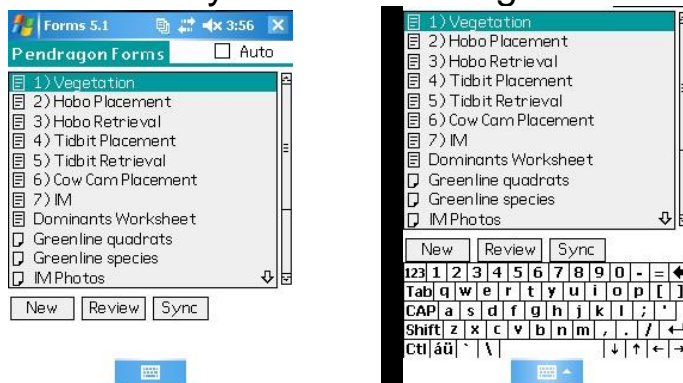 Forms 5.1 3:56
Pendragon Forms Auto
1) Vegetation
2) Hobo Placement
3) Hobo Retrieval
4) Tidbit Placement
5) Tidbit Retrieval
6) Cow Cam Placement
7) IM
Dominants Worksheet
Greenline quadrats
Greenline species
IM Photos
New Review Sync
1) Vegetation
2) Hobo Placement
3) Hobo Retrieval
4) Tidbit Placement
5) Tidbit Retrieval
6) Cow Cam Placement
7) IM
Dominants Worksheet
Greenline quadrats
Greenline species
IM Photos
New Review Sync
123 1 2 3 4 5 6 7 8 9 0 - =
Tab q w e r t y u i o p [ ]
CAP a s d f g h j k l ; '
Shift z x c v b n m , . /
Ctl áü ` \ ↓ ↑ ← →